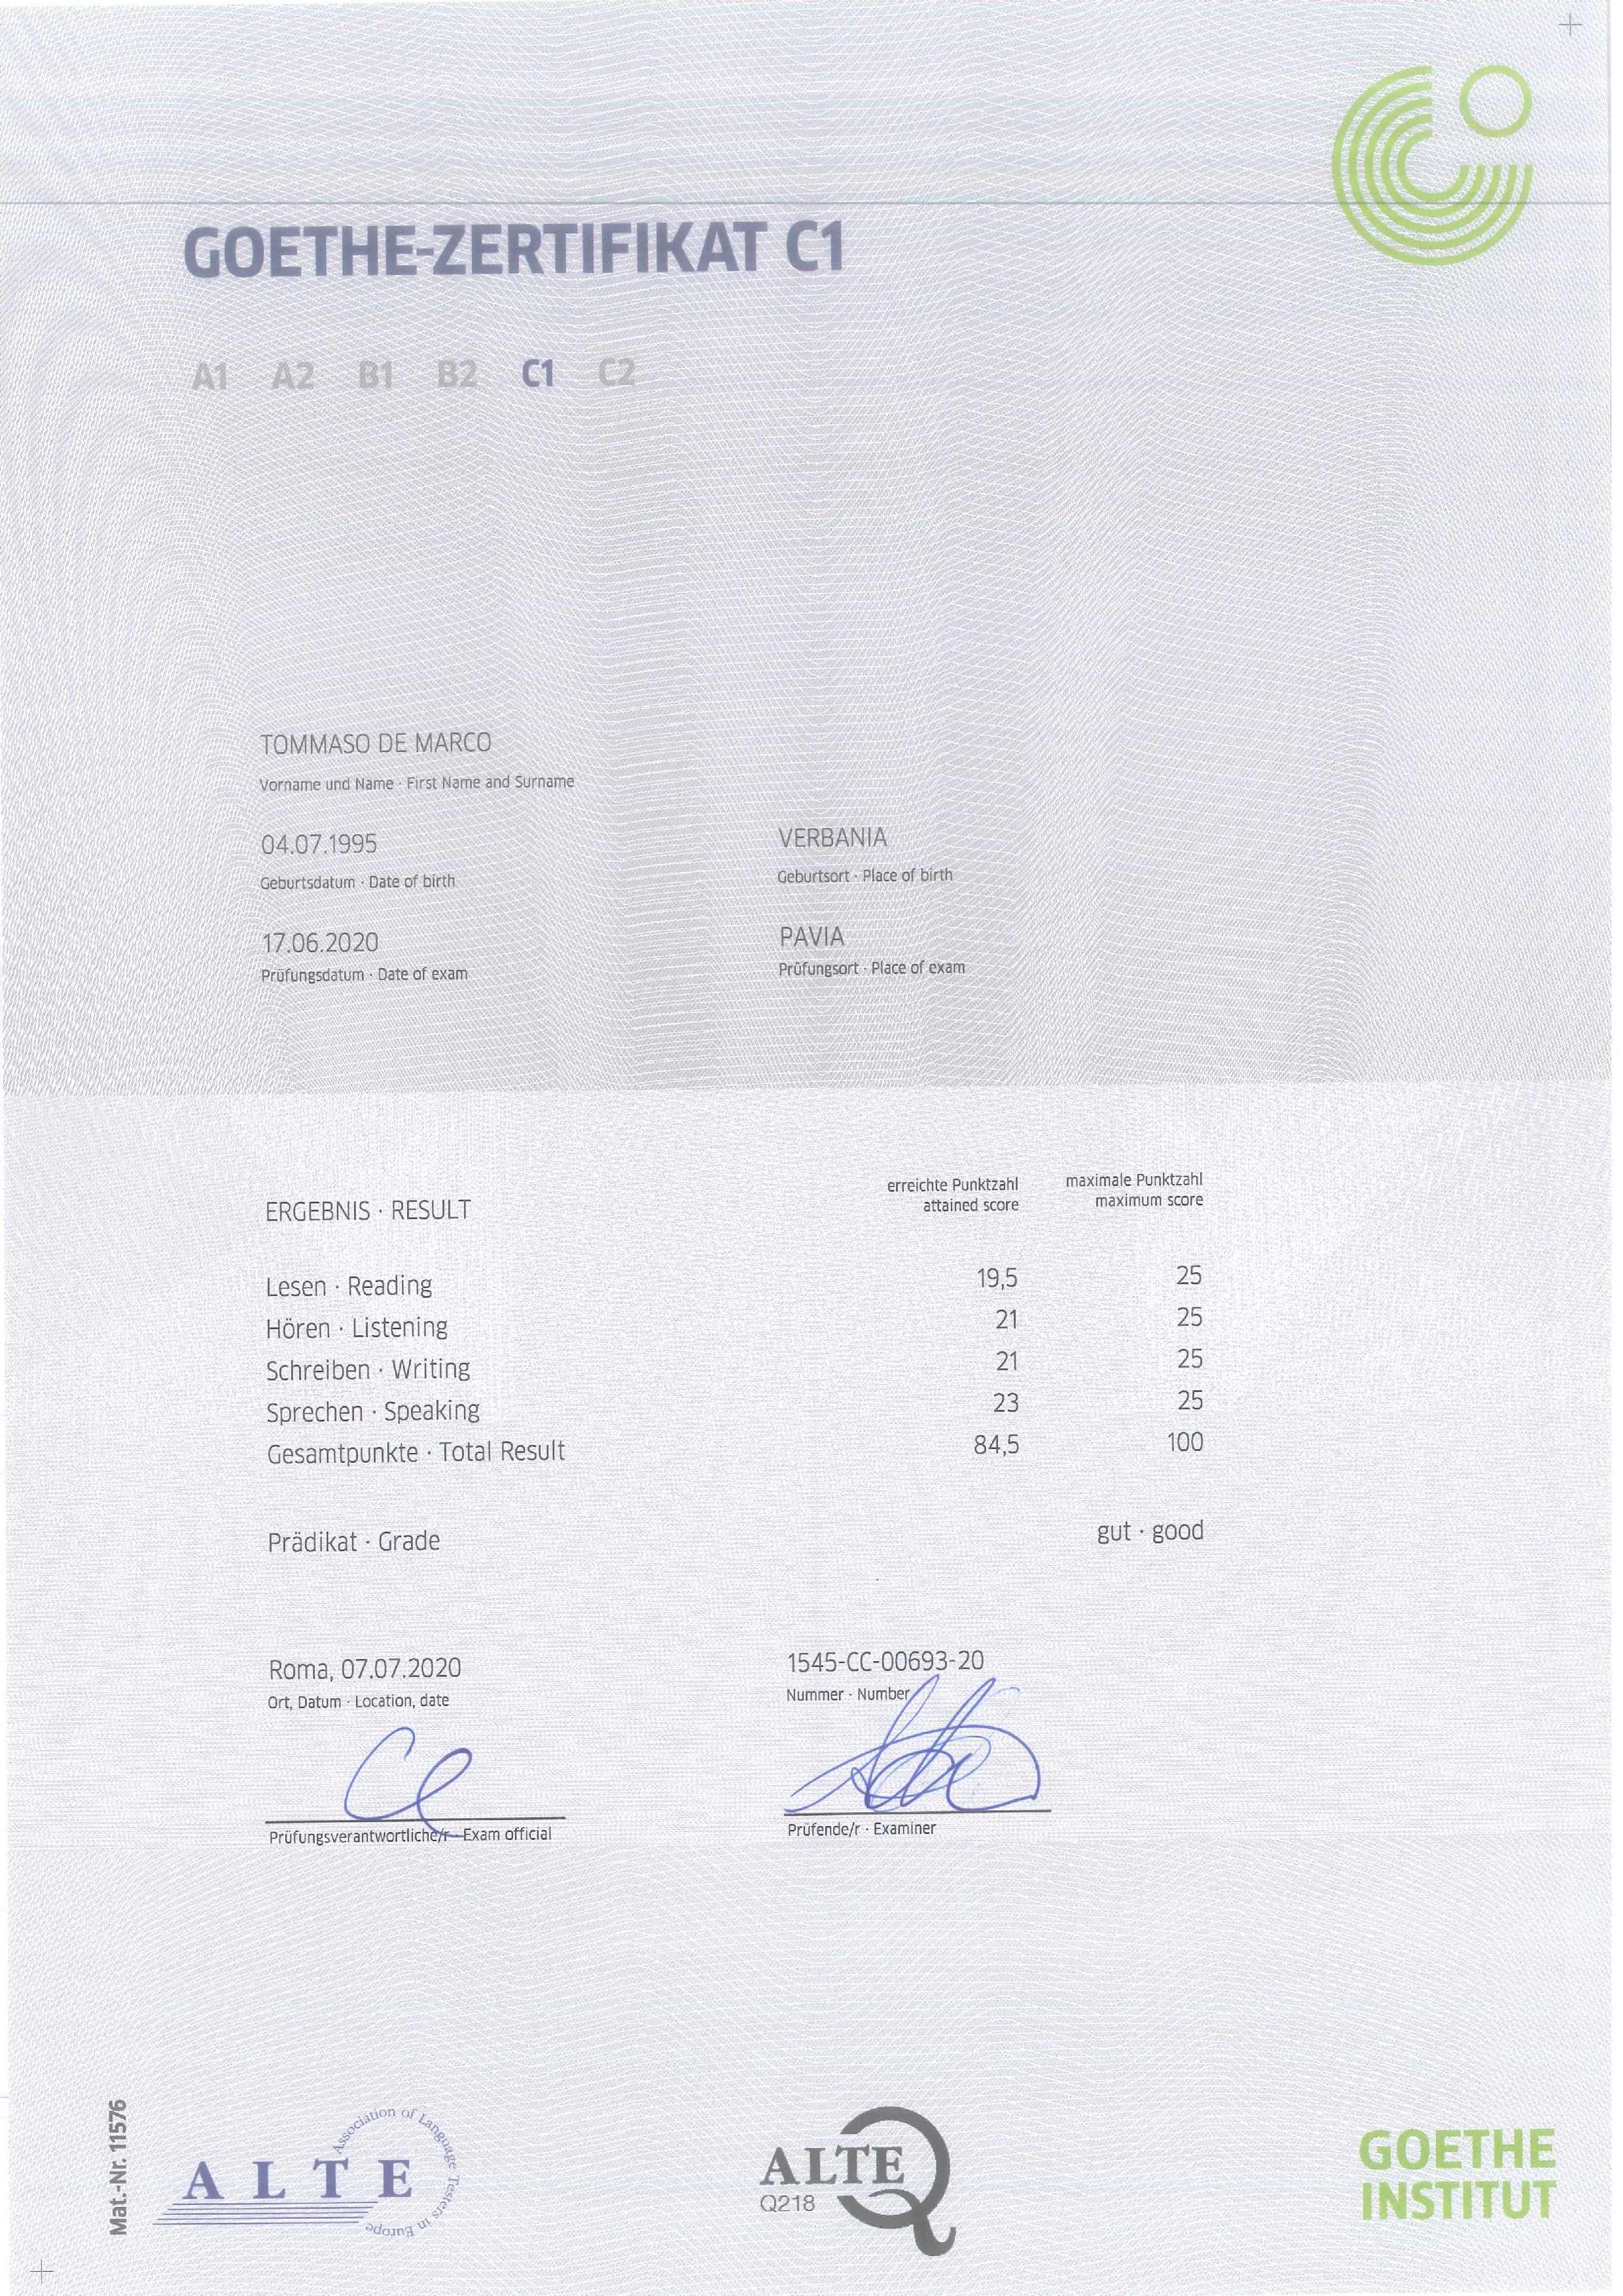 GOETHE-ZERTIFIKAT C1
A1 A2 B1 B2 C1 C2
TOMMASO DE MARCO
Vorname und Name · First Name and Surname
04.07.1995
Geburtsdatum · Date of birth
VERBANIA
Geburtsort · Place of birth
17.06.2020
Prüfungsdatum · Date of exam
PAVIA
Prüfungsort · Place of exam
ERGEBNIS · RESULT
erreichte Punktzahl
attained score
maximale Punktzahl
maximum score
Lesen · Reading 19,5 25
Hören · Listening 21 25
Schreiben · Writing 21 25
Sprechen · Speaking 23 25
Gesamtpunkte · Total Result 84,5 100
Prädikat · Grade gut · good
Roma, 07.07.2020
Ort, Datum · Location, date
1545-CC-00693-20
Nummer · Number
Prüfungsverantwortliche/r · Exam official
Prüfende/r · Examiner
Mat.-Nr. 11576
ALTE
Association of Language Testers in Europe
ALTE
Q218
GOETHE
INSTITUT